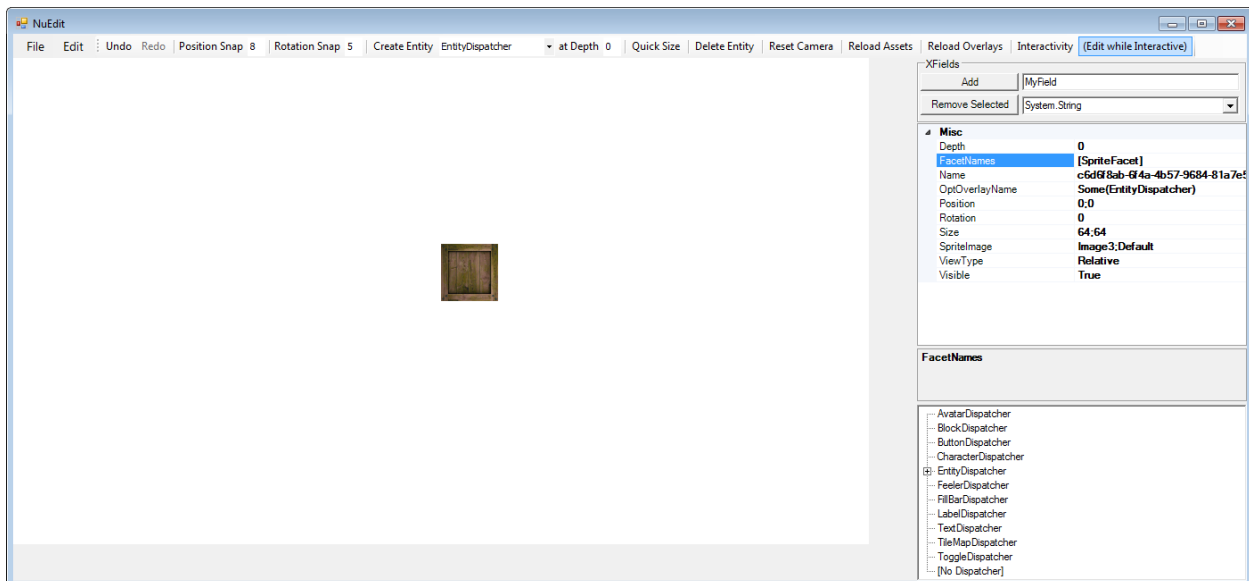 NuEdit
File Edit Undo Redo Position Snap 8 Rotation Snap 5 Create Entity EntityDispatcher at Depth 0 Quick Size Delete Entity Reset Camera Reload Assets Reload Overlays Interactivity (Edit while Interactive)
XFields
Add MyField
Remove Selected System.String
Misc
Depth 0
FacetNames [SpriteFacet]
Name c6d6f8ab-6f4a-4b57-9684-81a7e5
OptOverlayName Some(EntityDispatcher)
Position 0;0
Rotation 0
Size 64;64
SpriteImage Image3;Default
ViewType Relative
Visible True
FacetNames
AvatarDispatcher
BlockDispatcher
ButtonDispatcher
CharacterDispatcher
EntityDispatcher
FeelerDispatcher
FillBarDispatcher
LabelDispatcher
TextDispatcher
TileMapDispatcher
ToggleDispatcher
[No Dispatcher]